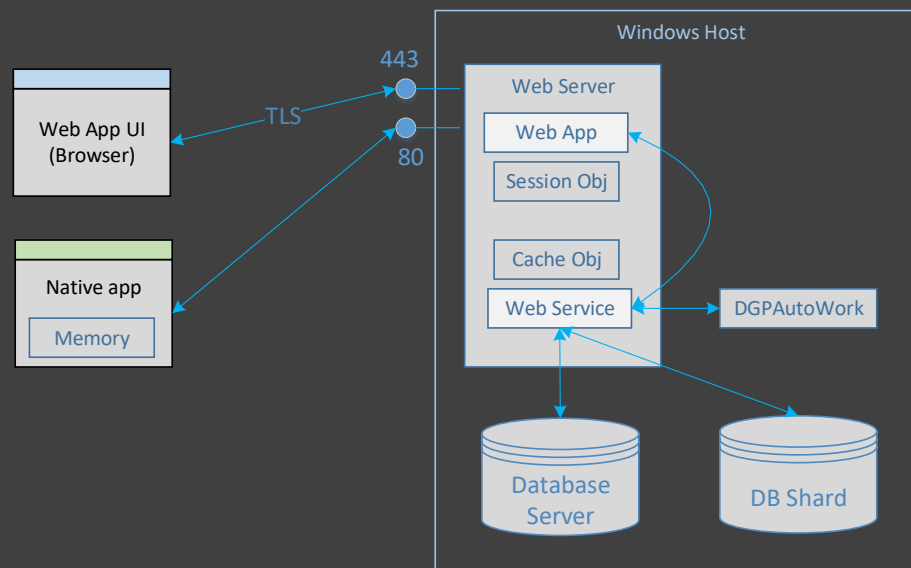 Windows Host
443
Web Server
TLS
Web App UI
(Browser)
Web App
80
Session Obj
Cache Obj
Native app
Memory
Web Service
DGPAutoWork
Database
Server
DB Shard